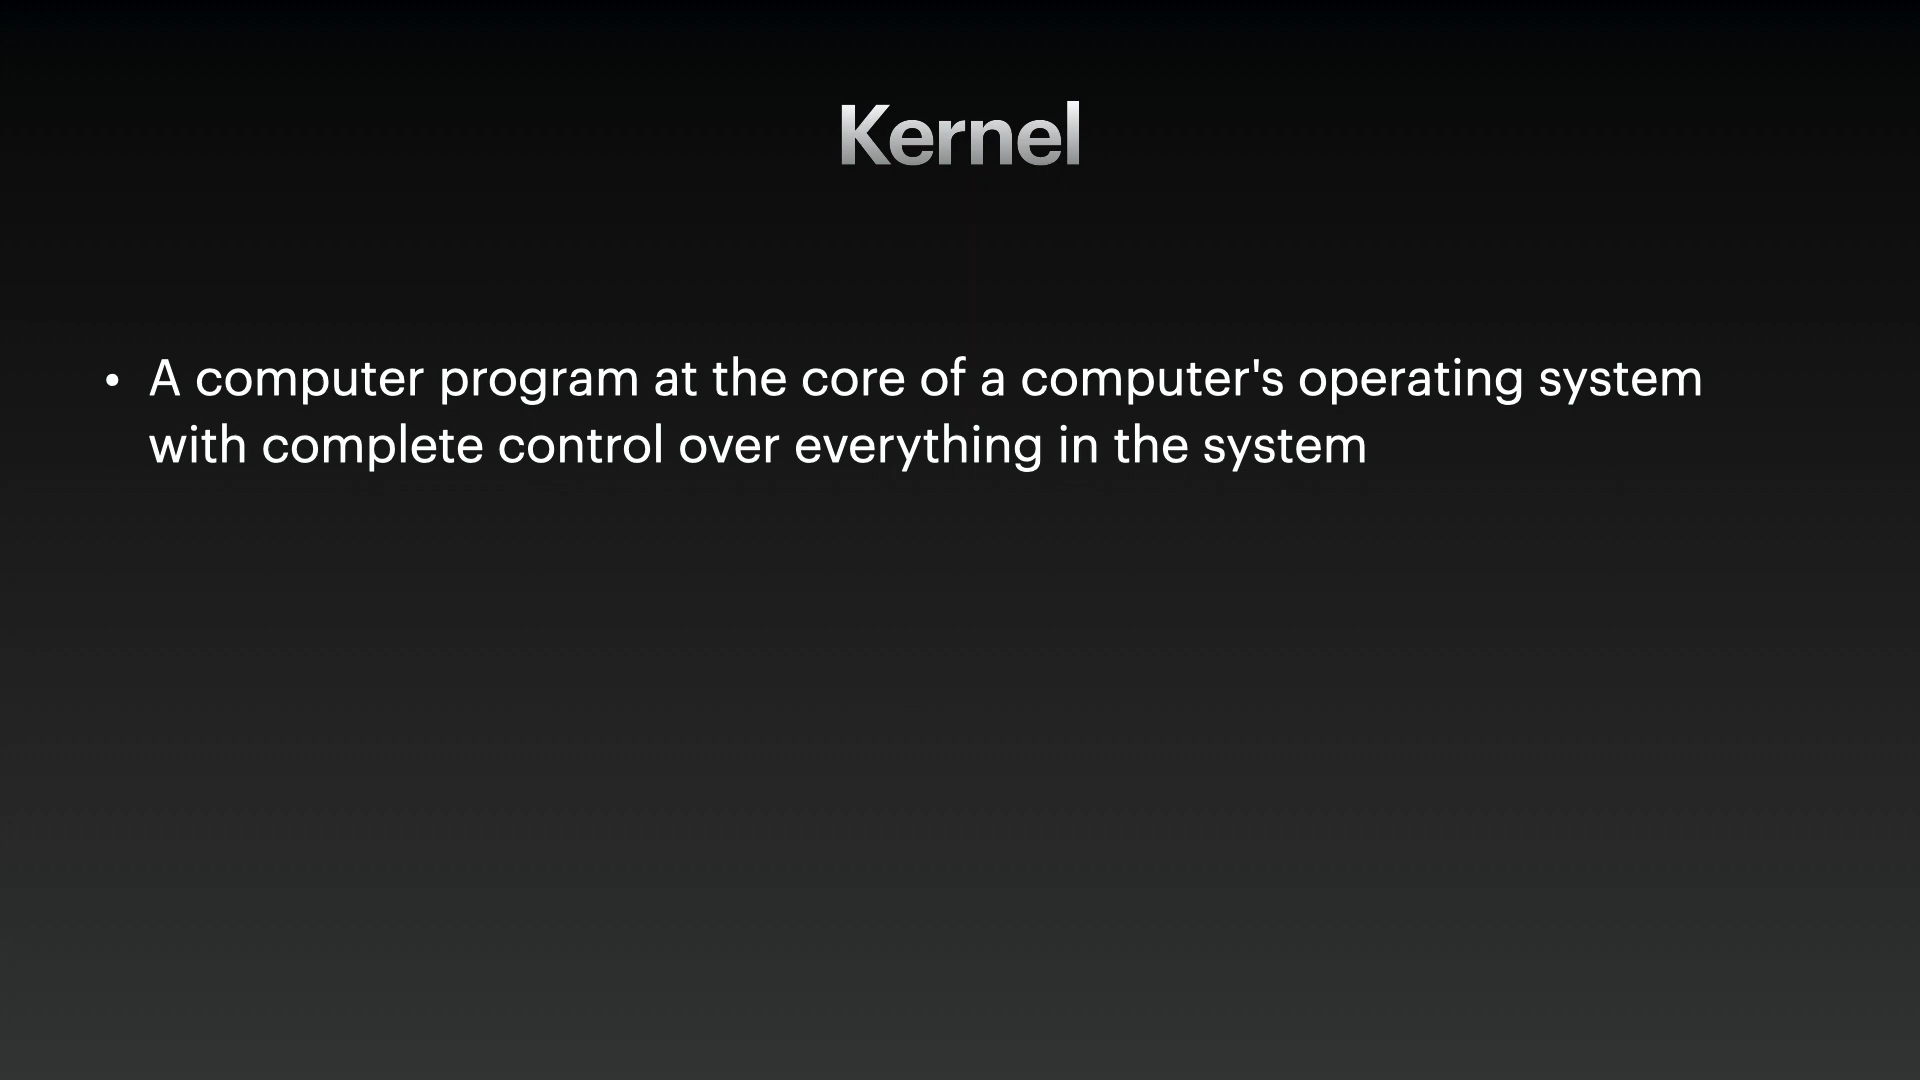 Kernel
• A computer program at the core of a computer's operating system
with complete control over everything in the system